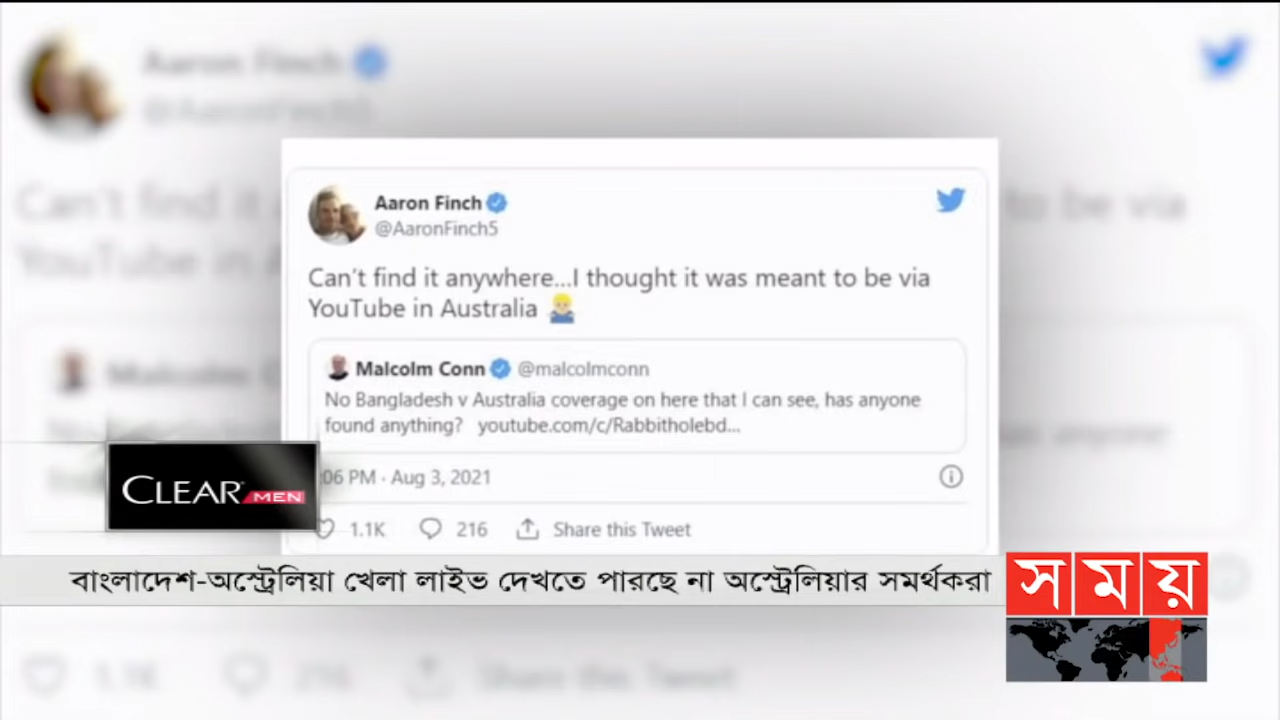 Aaron Finch
@AaronFinch5
Can't find it anywhere...I thought it was meant to be via
YouTube in Australia
Malcolm Conn @malcolmconn
No Bangladesh v Australia coverage on here that I can see, has anyone
found anything? youtube.com/c/Rabbitholebd...
:06 PM · Aug 3, 2021
1.1K 216 Share this Tweet
CLEAR MEN
বাংলাদেশ-অস্ট্রেলিয়া খেলা লাইভ দেখতে পারছে না অস্ট্রেলিয়ার সমর্থকরা
সময়